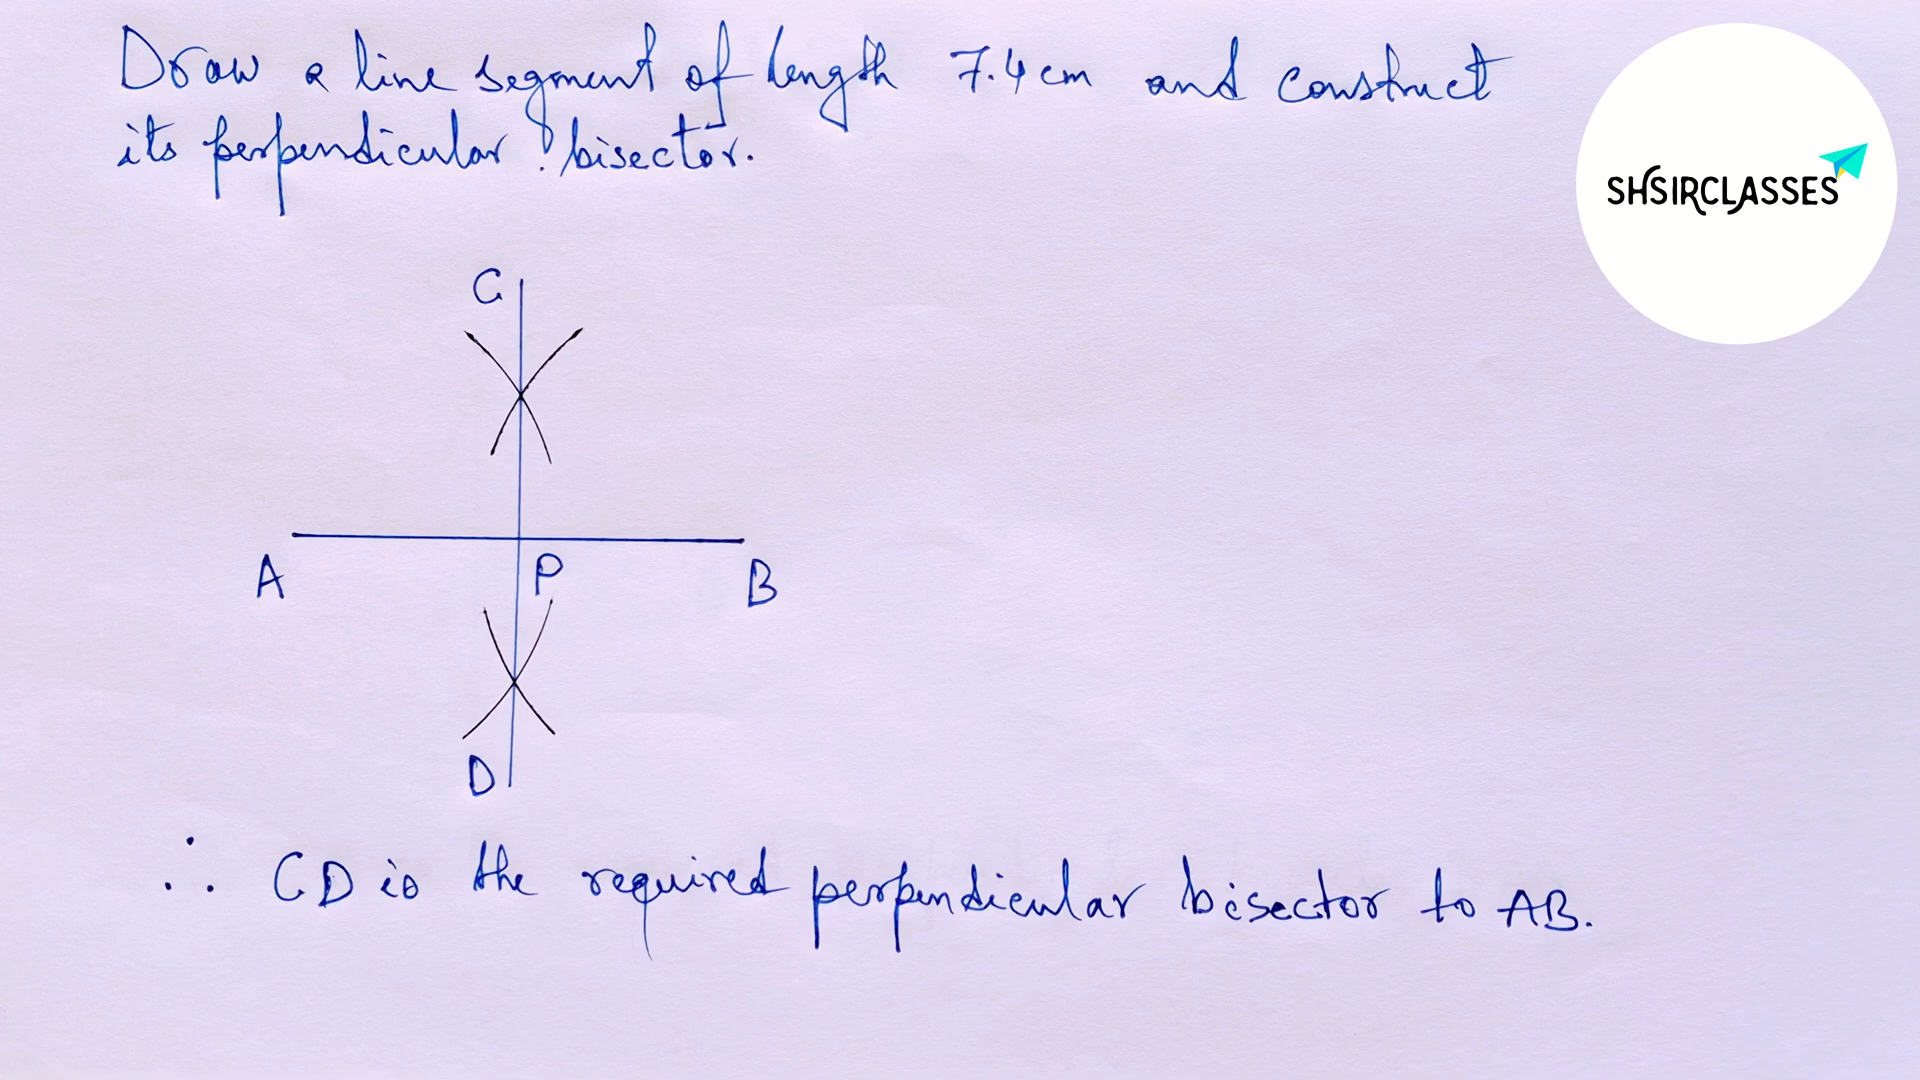 Draw a line segment of length 7.4 cm and construct
its perpendicular bisector.
SHSIRCLASSES
C
A
P
B
D
∴ CD is the required perpendicular bisector to AB.